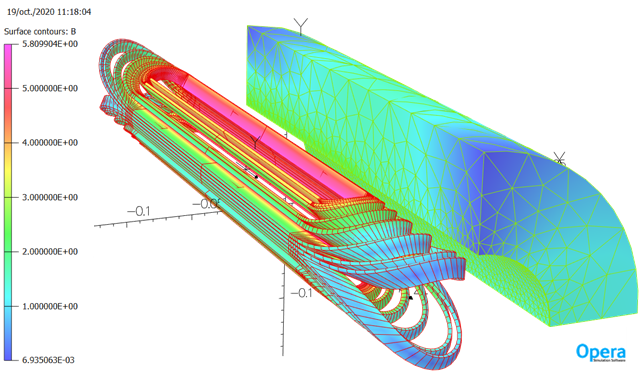 19/oct./2020 11:18:04
Surface contours: B
5.809904E+00
5.000000E+00
4.000000E+00
3.000000E+00
2.000000E+00
1.000000E+00
6.935063E-03
Y
Y
-0.1
-0.0
-0.1
Opera
Simulation Software